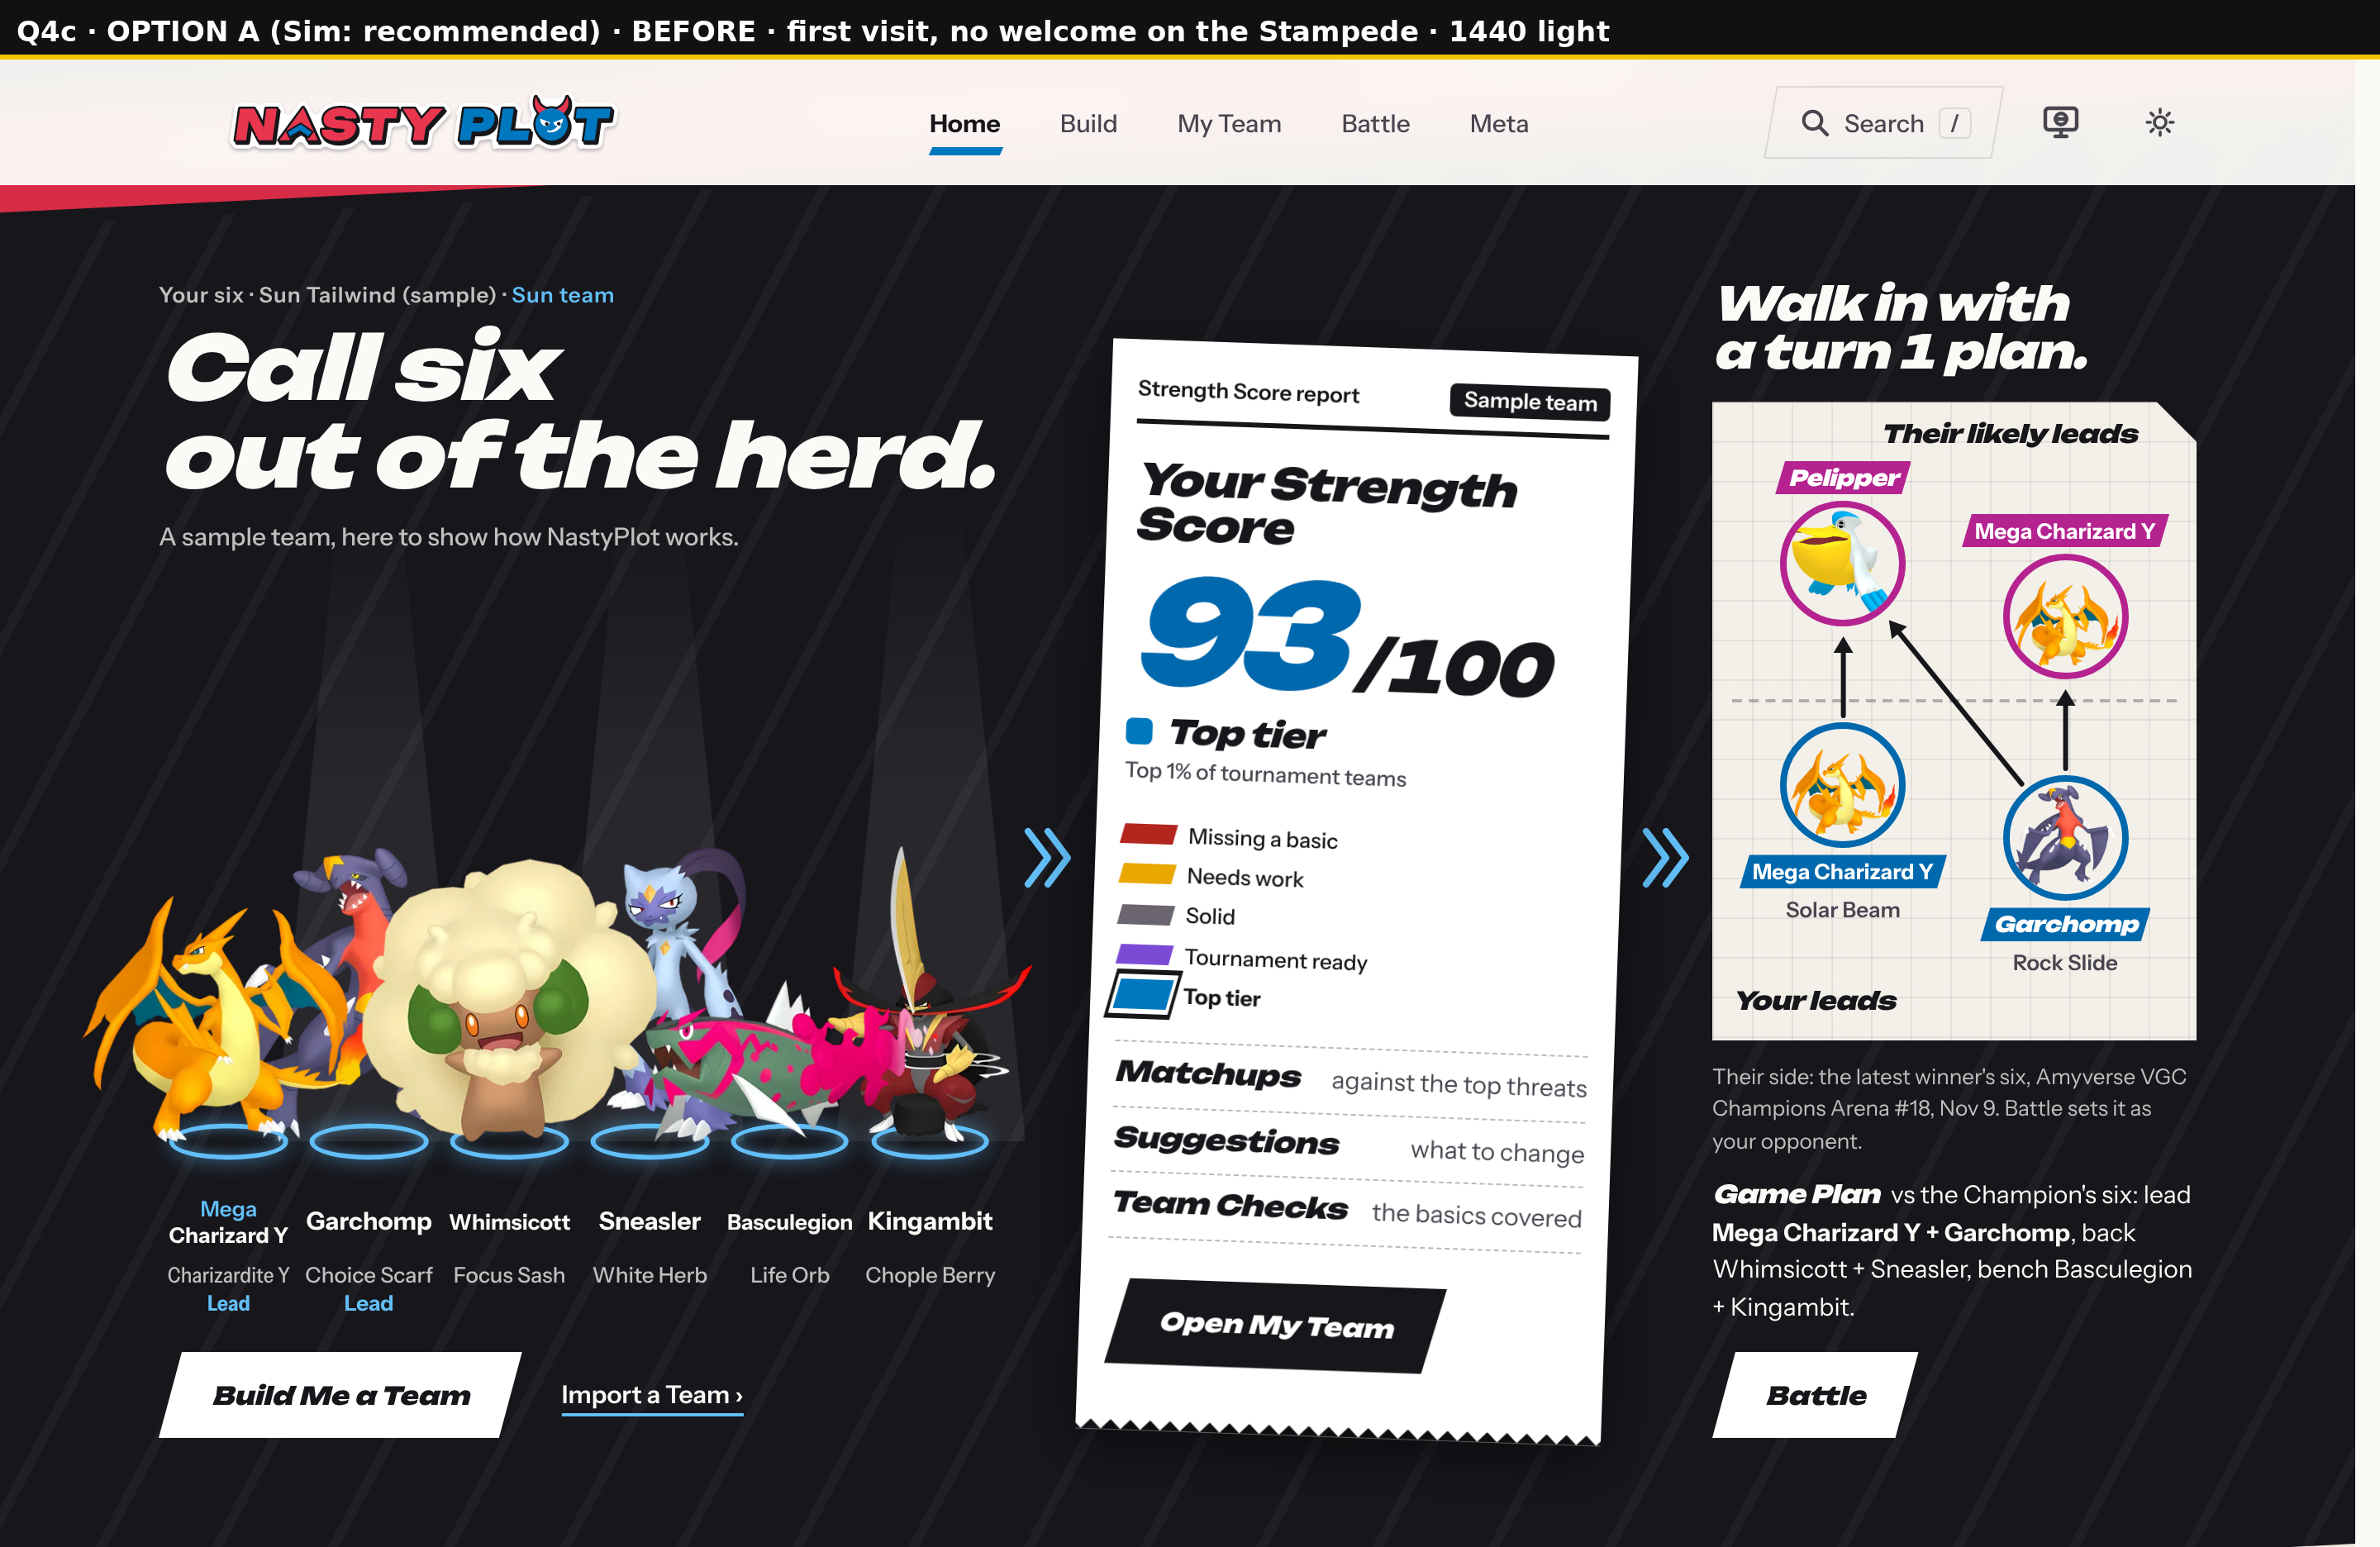 Q4c · OPTION A (Sim: recommended) · BEFORE · first visit, no welcome on the Stampede · 1440 light
NASTY PLOT
Home
Build
My Team
Battle
Meta
Search /
Your six · Sun Tailwind (sample) · Sun team
Call six
out of the herd.
A sample team, here to show how NastyPlot works.
Mega
Charizard Y
Garchomp
Whimsicott
Sneasler
Basculegion
Kingambit
Charizardite Y
Choice Scarf
Focus Sash
White Herb
Life Orb
Chople Berry
Lead
Lead
Build Me a Team
Import a Team ›
Strength Score report
Sample team
Your Strength
Score
93/100
Top tier
Top 1% of tournament teams
Missing a basic
Needs work
Solid
Tournament ready
Top tier
Matchups against the top threats
Suggestions what to change
Team Checks the basics covered
Open My Team
Walk in with
a turn 1 plan.
Their likely leads
Pelipper
Mega Charizard Y
Mega Charizard Y
Solar Beam
Garchomp
Rock Slide
Your leads
Their side: the latest winner's six, Amyverse VGC
Champions Arena #18, Nov 9. Battle sets it as
your opponent.
Game Plan vs the Champion's six: lead
Mega Charizard Y + Garchomp, back
Whimsicott + Sneasler, bench Basculegion
+ Kingambit.
Battle